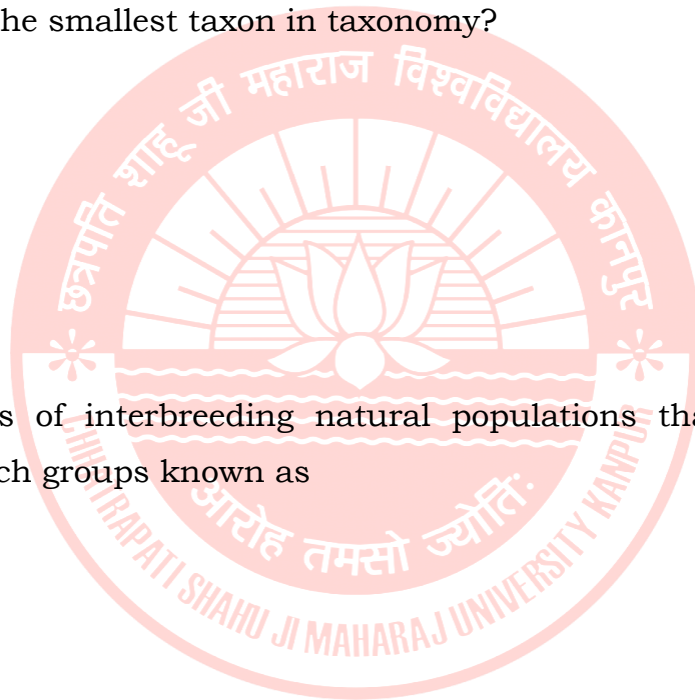 he smallest taxon in taxonomy?
छत्रपति शाहू जी महाराज विश्वविद्यालय कानपुर
s of interbreeding natural populations tha
ch groups known as
आरोह तमसो ज्योतिः
CHHATRAPATI SHAHU JI MAHARAJ UNIVERSITY KANPUR